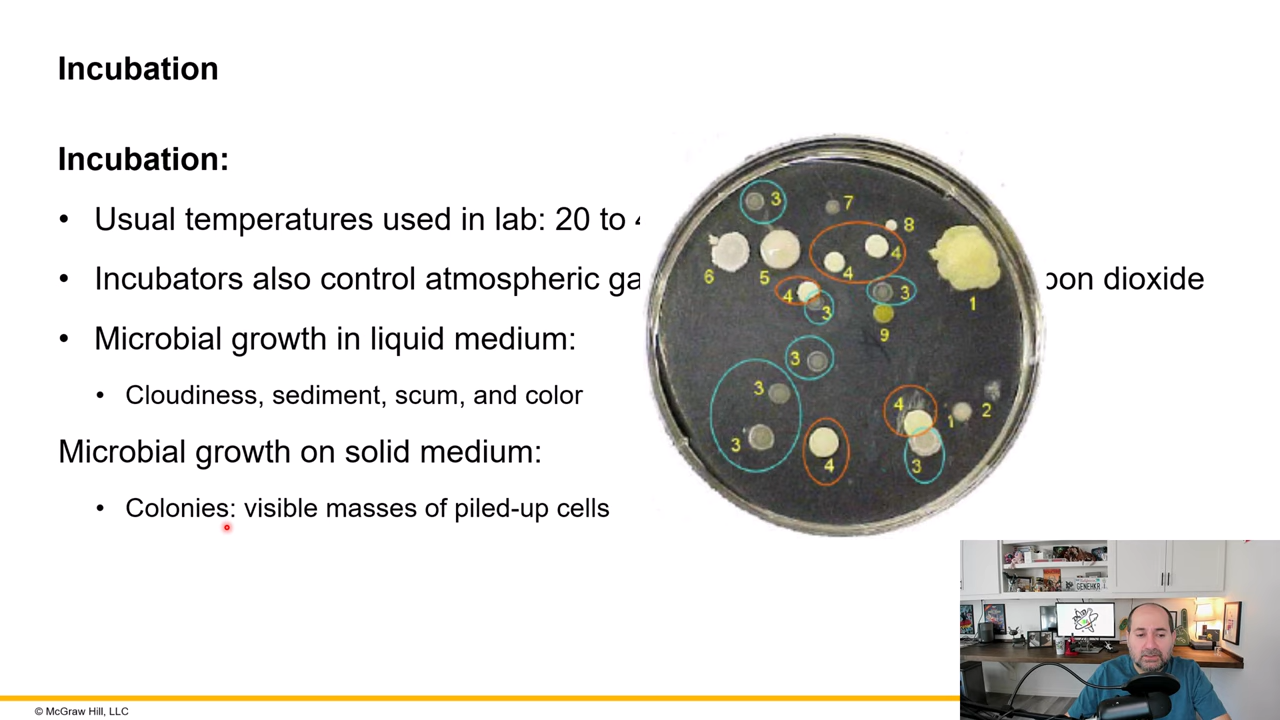 Incubation
Incubation:
• Usual temperatures used in lab: 20 to
• Incubators also control atmospheric dioxide
• Microbial growth in liquid medium:
• Cloudiness, sediment, scum, and color
Microbial growth on solid medium:
• Colonies: visible masses of piled-up cells
3
7
8
6
5
4
4
1
4
3
3
9
3
3
3
4
4
1
2
3
© McGraw Hill, LLC
GENEHKR